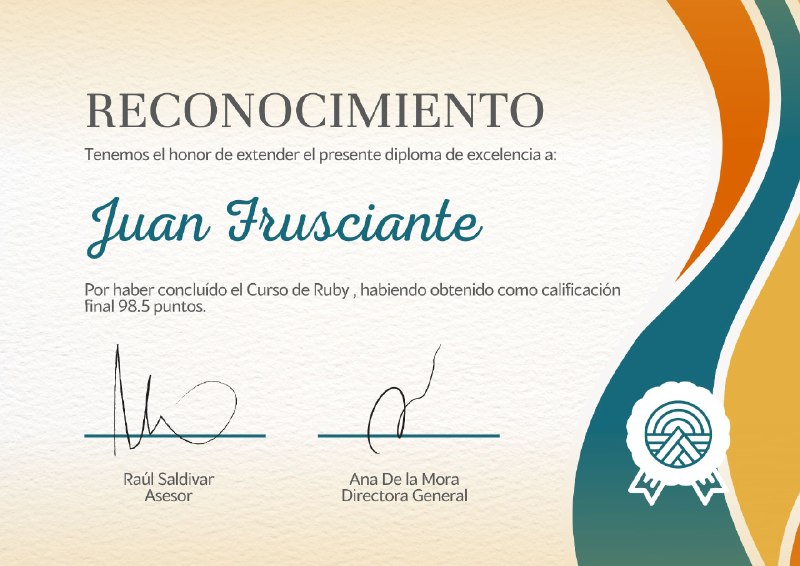 RECONOCIMIENTO
Tenemos el honor de extender el presente diploma de excelencia a:
Juan Frusciante
Por haber concluído el Curso de Ruby , habiendo obtenido como calificación
final 98.5 puntos.
Raúl Saldivar
Asesor
Ana De la Mora
Directora General